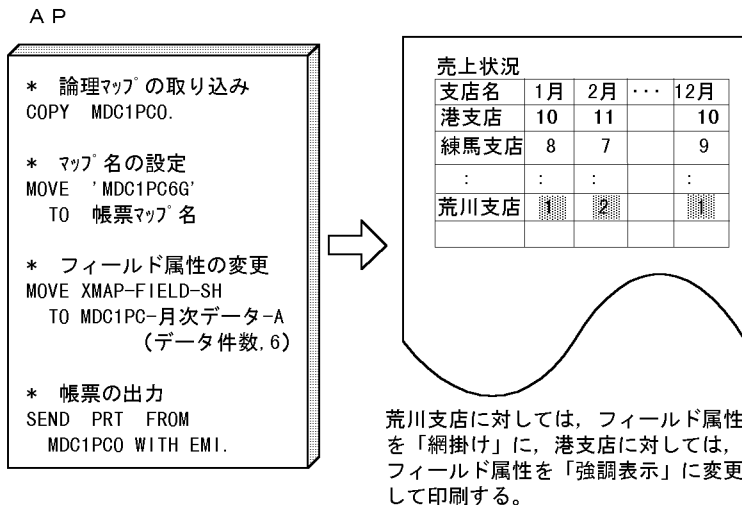 ＡＰ
＊　論理ﾏｯﾌﾟの取り込み
COPY　MDC1PCO.
＊　ﾏｯﾌﾟ名の設定
MOVE　'MDC1PC6G'
TO　帳票ﾏｯﾌﾟ名
＊　フィールド属性の変更
MOVE XMAP-FIELD-SH
TO MDC1PC-月次データ-A
（データ件数,6）
＊　帳票の出力
SEND　PRT　FROM
MDC1PCO WITH EMI.
売上状況
支店名　1月　2月　･･･　12月
港支店　10　11　10
練馬支店　8　7　9
：　：　：　：
荒川支店　1　2　1
荒川支店に対しては，フィールド属性
を「網掛け」に，港支店に対しては，
フィールド属性を「強調表示」に変更
して印刷する。